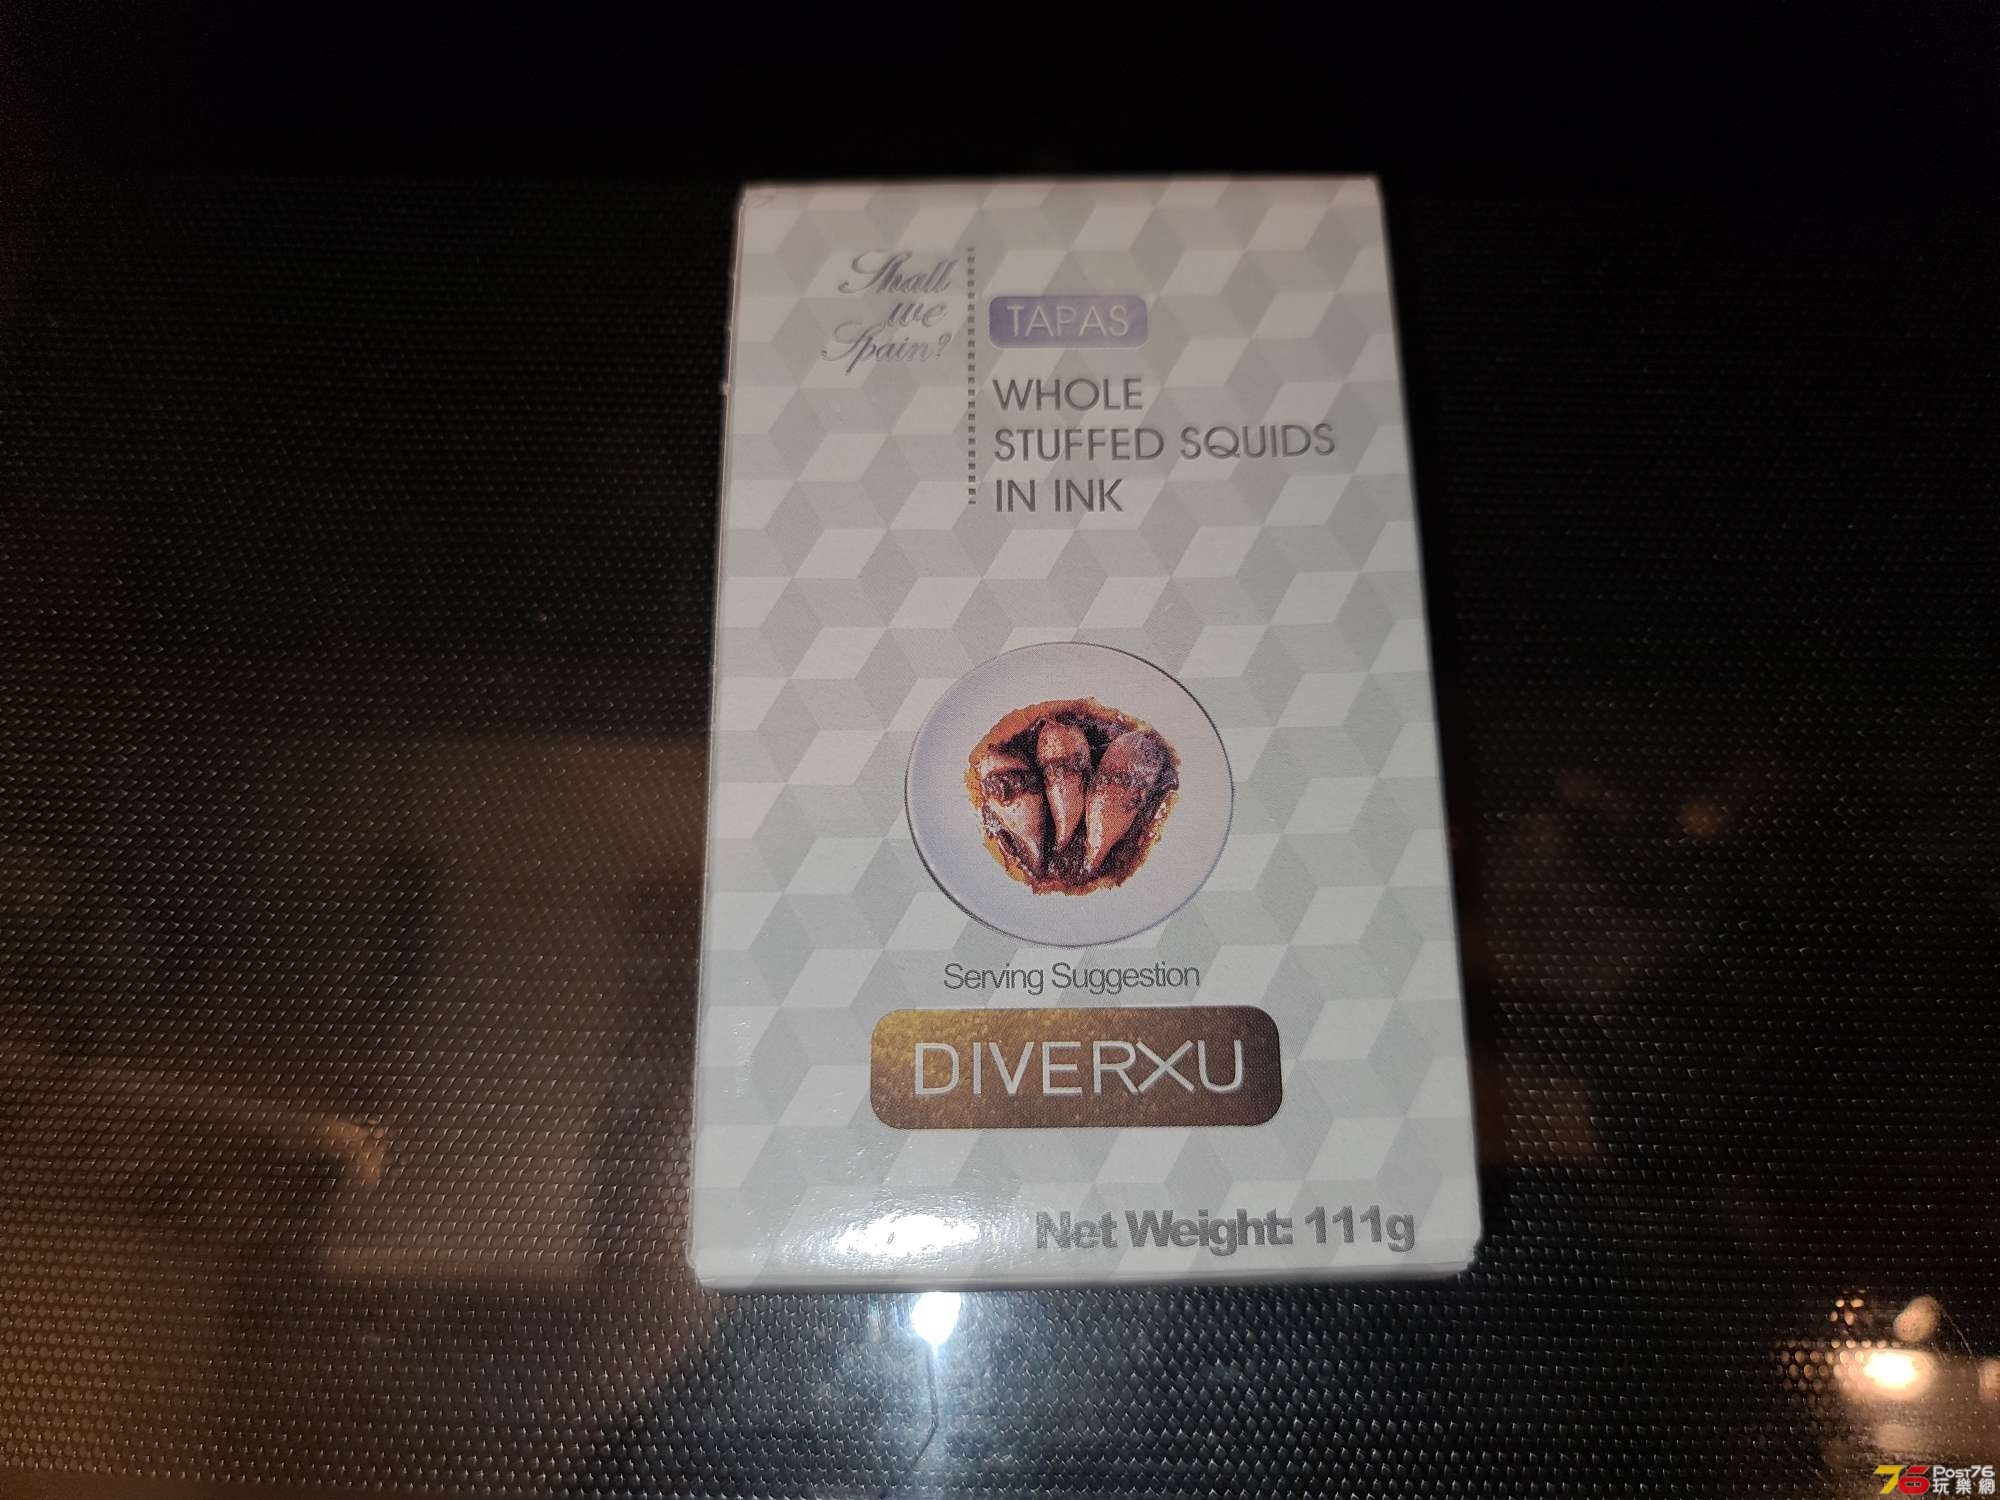 Shall
we
Spain?
TAPAS
WHOLE
STUFFED SQUIDS
IN INK
Serving Suggestion
DIVERXU
Net Weight: 111g
76 Post76
玩樂網